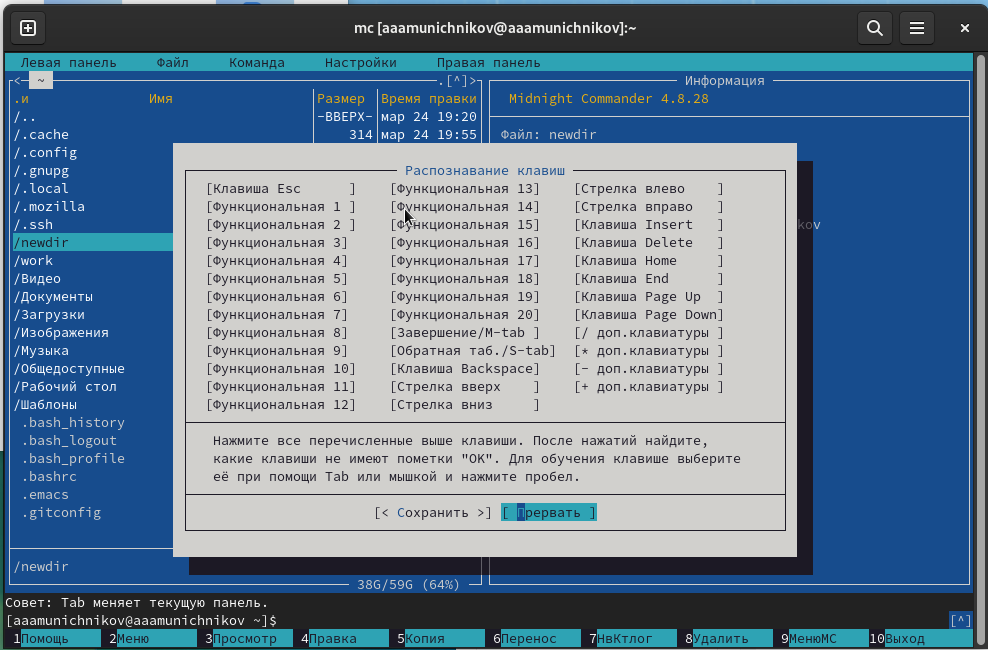 mc [aaamunichnikov@aaamunichnikov]:~
Левая панель Файл Команда Настройки Правая панель
<— ~ .[^]> Информация
.и Имя Размер Время правки Midnight Commander 4.8.28
/.. -ВВЕРХ- мар 24 19:20
/.cache 314 мар 24 19:55 Файл: newdir
/.config
/.gnupg
/.local
/.mozilla
/.ssh kov
/newdir
/work
/Видео
/Документы
/Загрузки
/Изображения
/Музыка
/Общедоступные
/Рабочий стол
/Шаблоны
.bash_history
.bash_logout
.bash_profile
.bashrc
.emacs
.gitconfig
Распознавание клавиш
[Клавиша Esc ] [Функциональная 13] [Стрелка влево ]
[Функциональная 1 ] [Функциональная 14] [Стрелка вправо ]
[Функциональная 2 ] [Функциональная 15] [Клавиша Insert ]
[Функциональная 3] [Функциональная 16] [Клавиша Delete ]
[Функциональная 4] [Функциональная 17] [Клавиша Home ]
[Функциональная 5] [Функциональная 18] [Клавиша End ]
[Функциональная 6] [Функциональная 19] [Клавиша Page Up ]
[Функциональная 7] [Функциональная 20] [Клавиша Page Down]
[Функциональная 8] [Завершение/M-tab ] [/ доп.клавиатуры ]
[Функциональная 9] [Обратная таб./S-tab] [* доп.клавиатуры ]
[Функциональная 10] [Клавиша Backspace] [- доп.клавиатуры ]
[Функциональная 11] [Стрелка вверх ] [+ доп.клавиатуры ]
[Функциональная 12] [Стрелка вниз ]
Нажмите все перечисленные выше клавиши. После нажатий найдите,
какие клавиши не имеют пометки "OK". Для обучения клавише выберите
её при помощи Tab или мышкой и нажмите пробел.
[< Сохранить >] [ Прервать ]
/newdir
38G/59G (64%)
Совет: Tab меняет текущую панель.
[aaamunichnikov@aaamunichnikov ~]$ [^]
1Помощь 2Меню 3Просмотр 4Правка 5Копия 6Перенос 7НвКтлог 8Удалить 9МенюMC 10Выход